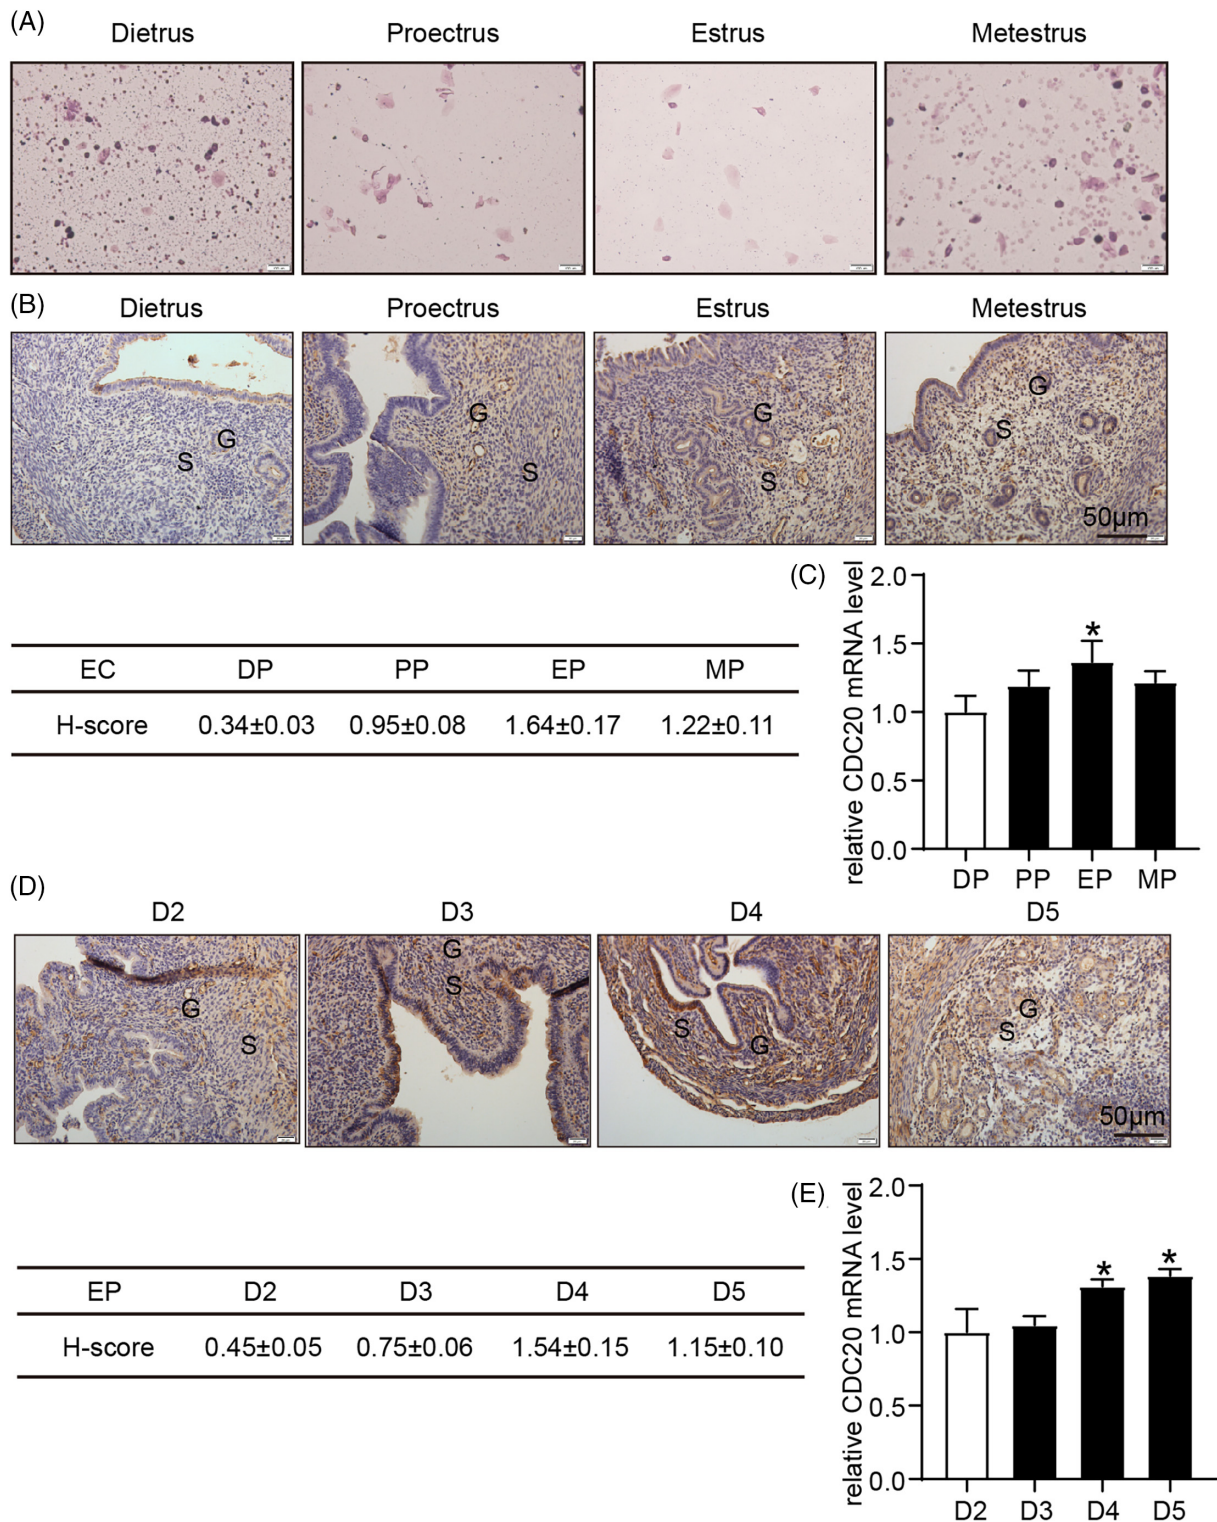 (A)
Dietrus Proectrus Estrus Metestrus
(B)
Dietrus Proectrus Estrus Metestrus
G S
G S
G S
G S
50μm
EC DP PP EP MP
H-score 0.34±0.03 0.95±0.08 1.64±0.17 1.22±0.11
(C)
relative CDC20 mRNA level
2.0
1.5
1.0
0.5
0.0
*
DP PP EP MP
(D)
D2 D3 D4 D5
G S
G S
S G
G S
50μm
EP D2 D3 D4 D5
H-score 0.45±0.05 0.75±0.06 1.54±0.15 1.15±0.10
(E)
relative CDC20 mRNA level
2.0
1.5
1.0
0.5
0.0
* *
D2 D3 D4 D5